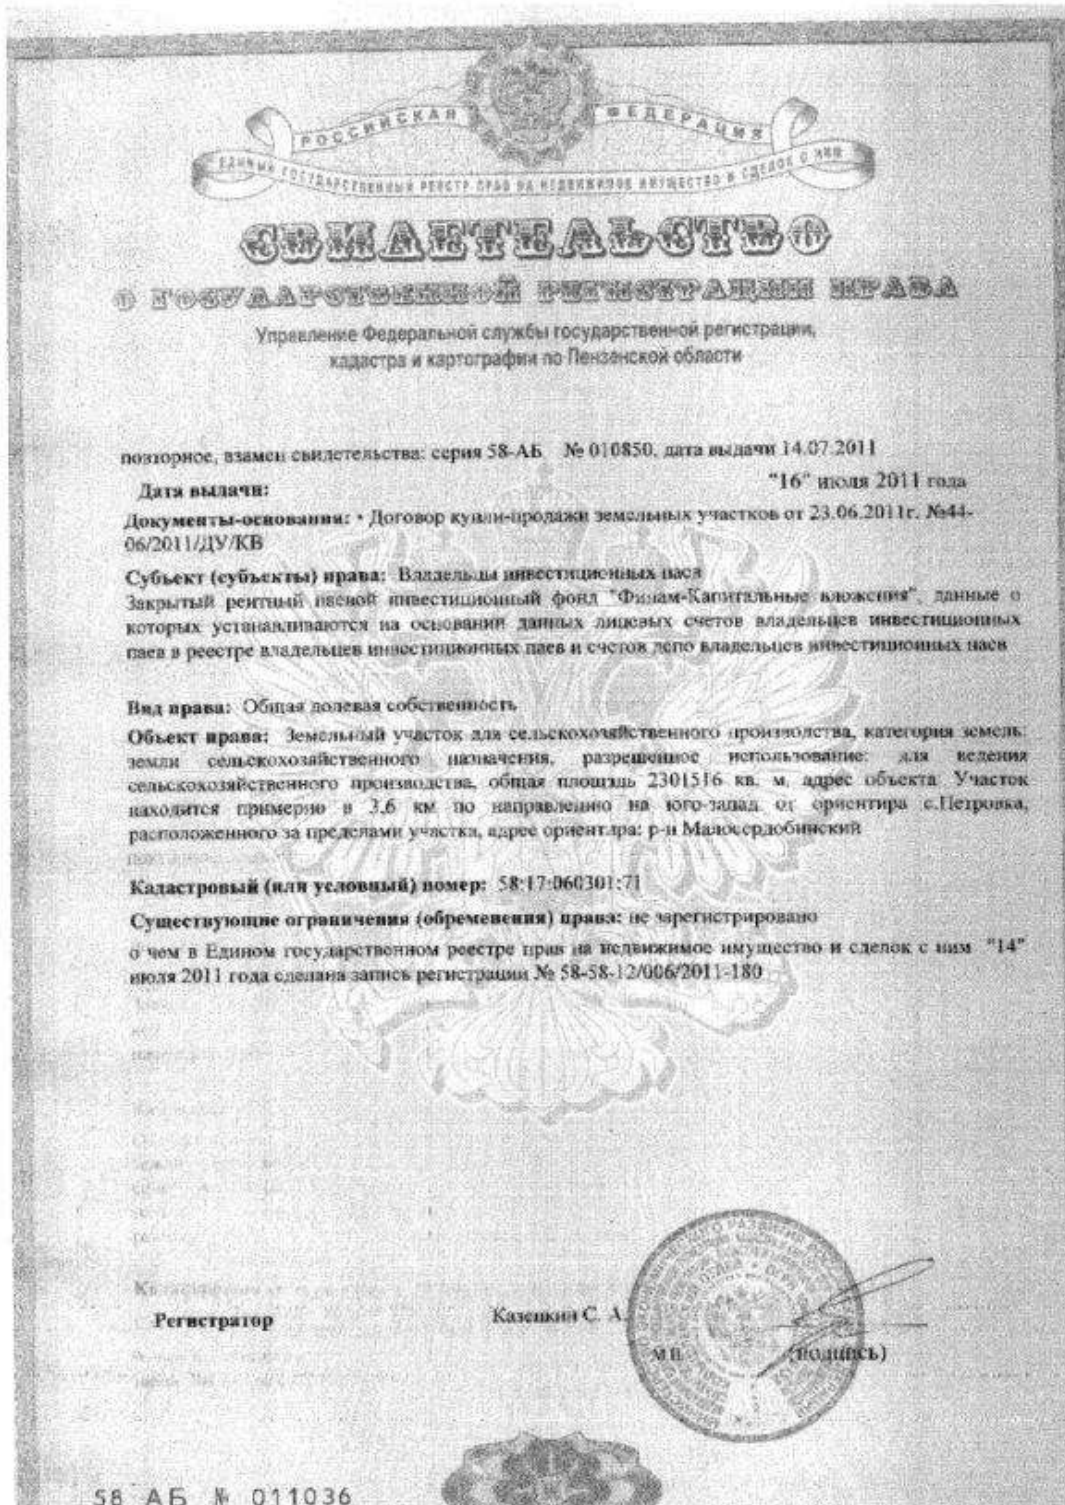 РОССИЙСКАЯ ФЕДЕРАЦИЯ
ЕДИНЫЙ ГОСУДАРСТВЕННЫЙ РЕЕСТР ПРАВ НА НЕДВИЖИМОЕ ИМУЩЕСТВО И СДЕЛОК С НИМ
СВИДЕТЕЛЬСТВО
О ГОСУДАРСТВЕННОЙ РЕГИСТРАЦИИ ПРАВА
Управление Федеральной службы государственной регистрации,
кадастра и картографии по Пензенской области
повторное, взамен свидетельства: серия 58-АБ № 010850, дата выдачи 14.07.2011
Дата выдачи: "16" июля 2011 года
Документы-основания: • Договор купли-продажи земельных участков от 23.06.2011г. №44-
06/2011/ДУ/КВ
Субъект (субъекты) права: Владельцы инвестиционных паев
Закрытый рентный паевой инвестиционный фонд "Финам-Капитальные вложения", данные о
которых устанавливаются на основании данных лицевых счетов владельцев инвестиционных
паев в реестре владельцев инвестиционных паев и счетов депо владельцев инвестиционных паев
Вид права: Общая долевая собственность
Объект права: Земельный участок для сельскохозяйственного производства, категория земель:
земли сельскохозяйственного назначения, разрешенное использование: для ведения
сельскохозяйственного производства, общая площадь 2301516 кв. м, адрес объекта: Участок
находится примерно в 3,6 км по направлению на юго-запад от ориентира с.Петровка,
расположенного за пределами участка, адрес ориентира: р-н Малосердобинский
Кадастровый (или условный) номер: 58:17:060301:71
Существующие ограничения (обременения) права: не зарегистрировано
о чем в Едином государственном реестре прав на недвижимое имущество и сделок с ним "14"
июля 2011 года сделана запись регистрации № 58-58-12/006/2011-180
Регистратор Казенкин С. А.
М.П. (подпись)
58 АБ № 011036